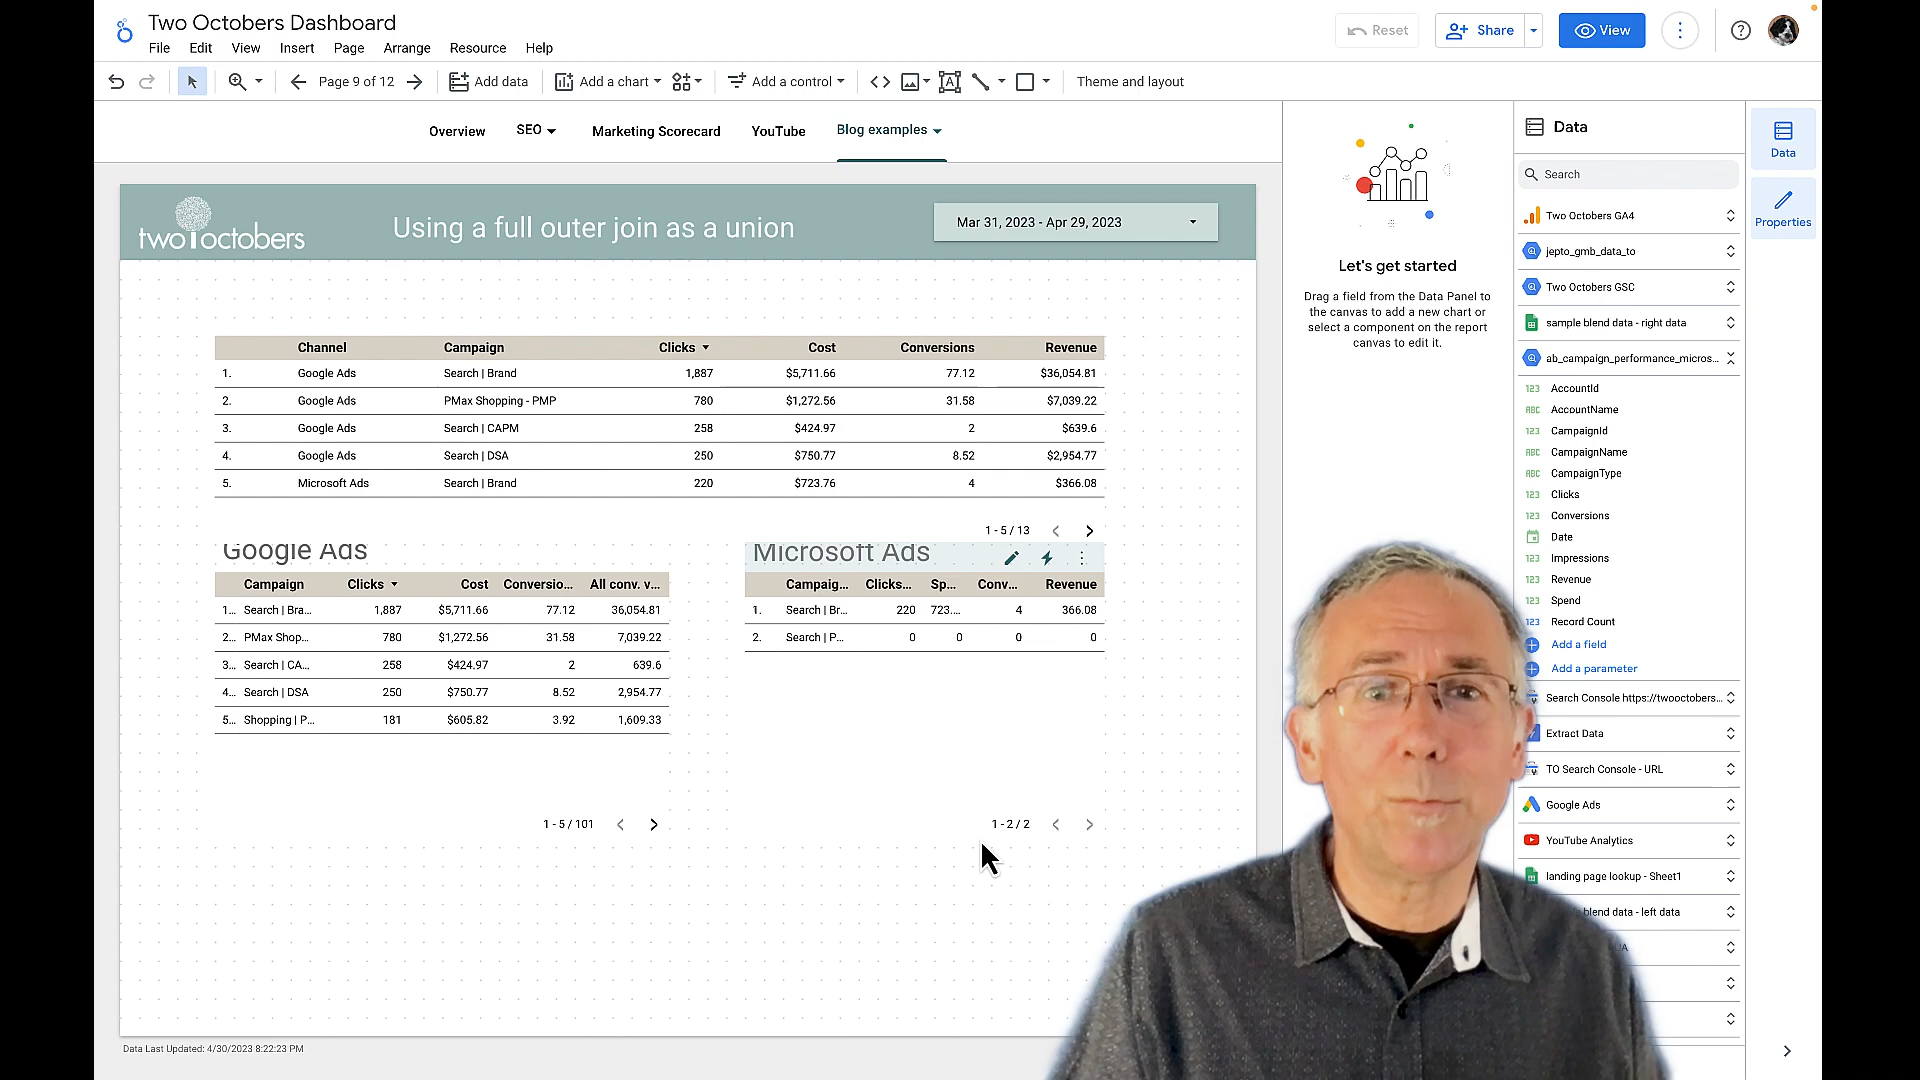 Two Octobers Dashboard
File Edit View Insert Page Arrange Resource Help
Reset Share View
Page 9 of 12 Add data Add a chart Add a control Theme and layout
Overview SEO Marketing Scorecard YouTube Blog examples
two octobers
Using a full outer join as a union
Mar 31, 2023 - Apr 29, 2023
Channel Campaign Clicks Cost Conversions Revenue
1. Google Ads Search | Brand 1,887 $5,711.66 77.12 $36,054.81
2. Google Ads PMax Shopping - PMP 780 $1,272.56 31.58 $7,039.22
3. Google Ads Search | CAPM 258 $424.97 2 $639.6
4. Google Ads Search | DSA 250 $750.77 8.52 $2,954.77
5. Microsoft Ads Search | Brand 220 $723.76 4 $366.08
1 - 5 / 13
Google Ads
Campaign Clicks Cost Conversio... All conv. v...
1... Search | Bra... 1,887 $5,711.66 77.12 36,054.81
2... PMax Shop... 780 $1,272.56 31.58 7,039.22
3... Search | CA... 258 $424.97 2 639.6
4... Search | DSA 250 $750.77 8.52 2,954.77
5... Shopping | P... 181 $605.82 3.92 1,609.33
1 - 5 / 101
Microsoft Ads
Campaig... Clicks... Sp... Conv... Revenue
1. Search | Br... 220 723.... 4 366.08
2. Search | P... 0 0 0 0
1 - 2 / 2
Data Last Updated: 4/30/2023 8:22:23 PM
Let's get started
Drag a field from the Data Panel to
the canvas to add a new chart or
select a component on the report
canvas to edit it.
Data
Search
Two Octobers GA4
jepto_gmb_data_to
Two Octobers GSC
sample blend data - right data
ab_campaign_performance_micros...
123 AccountId
ABC AccountName
123 CampaignId
ABC CampaignName
ABC CampaignType
123 Clicks
123 Conversions
Date
123 Impressions
123 Revenue
123 Spend
123 Record Count
Add a field
Add a parameter
Search Console https://twooctobers...
Extract Data
TO Search Console - URL
Google Ads
YouTube Analytics
landing page lookup - Sheet1
blend data - left data
Data
Properties